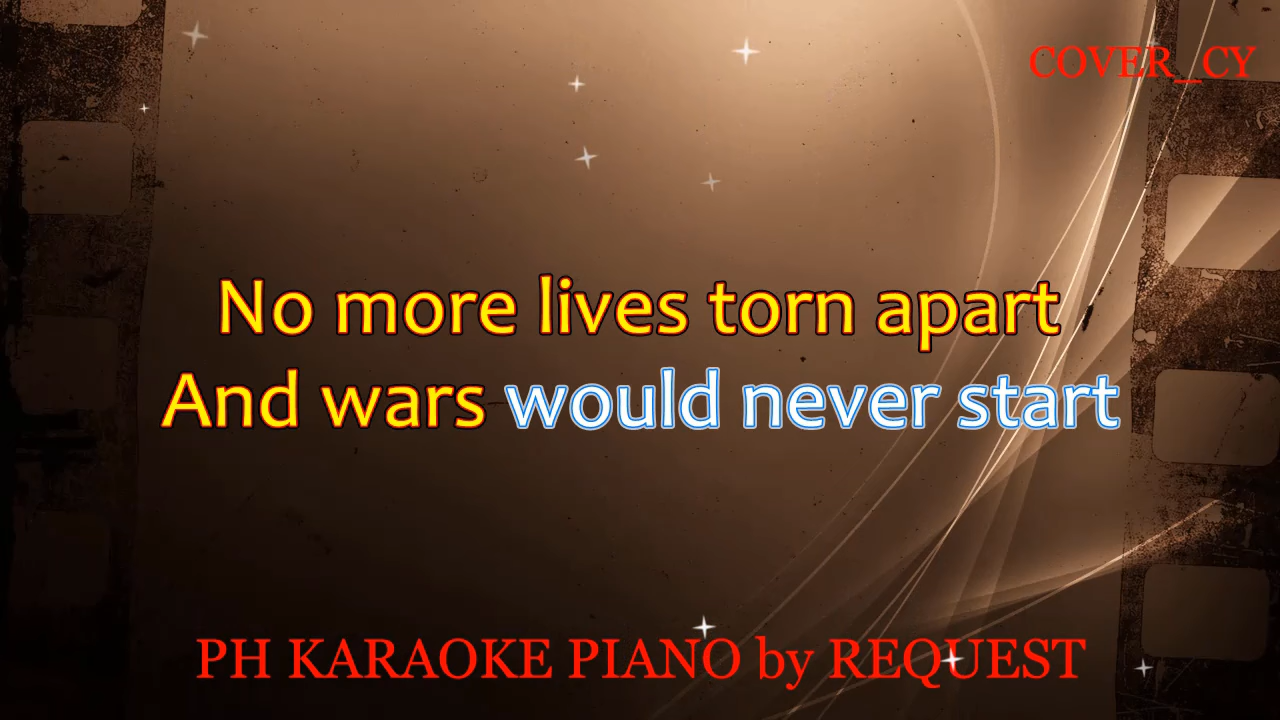 COVER_CY
No more lives torn apart
And wars would never start
PH KARAOKE PIANO by REQUEST